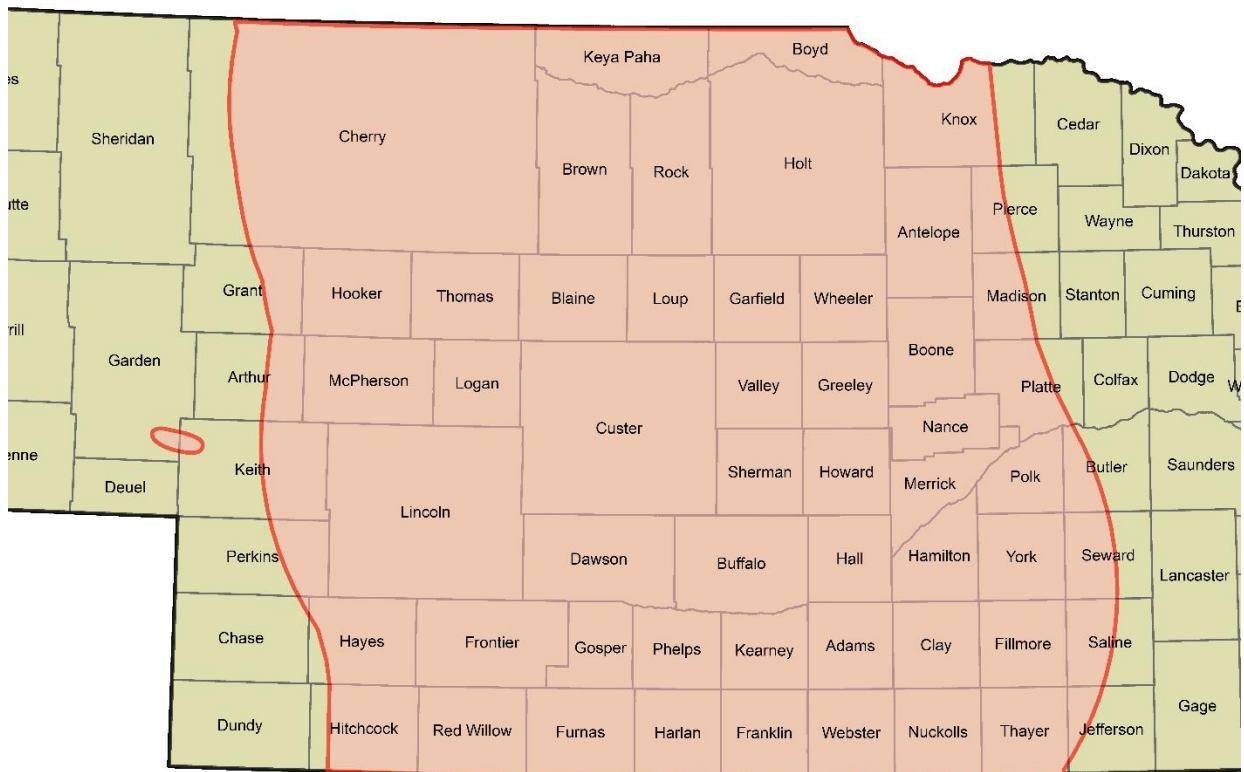 Keya Paha
Boyd
Knox
Cedar
Dixon
Dakota
Sheridan
Cherry
Brown
Rock
Holt
Pierce
Wayne
Thurston
Antelope
Grant
Hooker
Thomas
Blaine
Loup
Garfield
Wheeler
Madison
Stanton
Cuming
Garden
Arthur
McPherson
Logan
Valley
Greeley
Boone
Platte
Colfax
Dodge
Custer
Nance
Keith
Sherman
Howard
Merrick
Polk
Butler
Saunders
Deuel
Lincoln
Perkins
Dawson
Buffalo
Hall
Hamilton
York
Seward
Lancaster
Chase
Hayes
Frontier
Gosper
Phelps
Kearney
Adams
Clay
Fillmore
Saline
Dundy
Hitchcock
Red Willow
Furnas
Harlan
Franklin
Webster
Nuckolls
Thayer
Jefferson
Gage